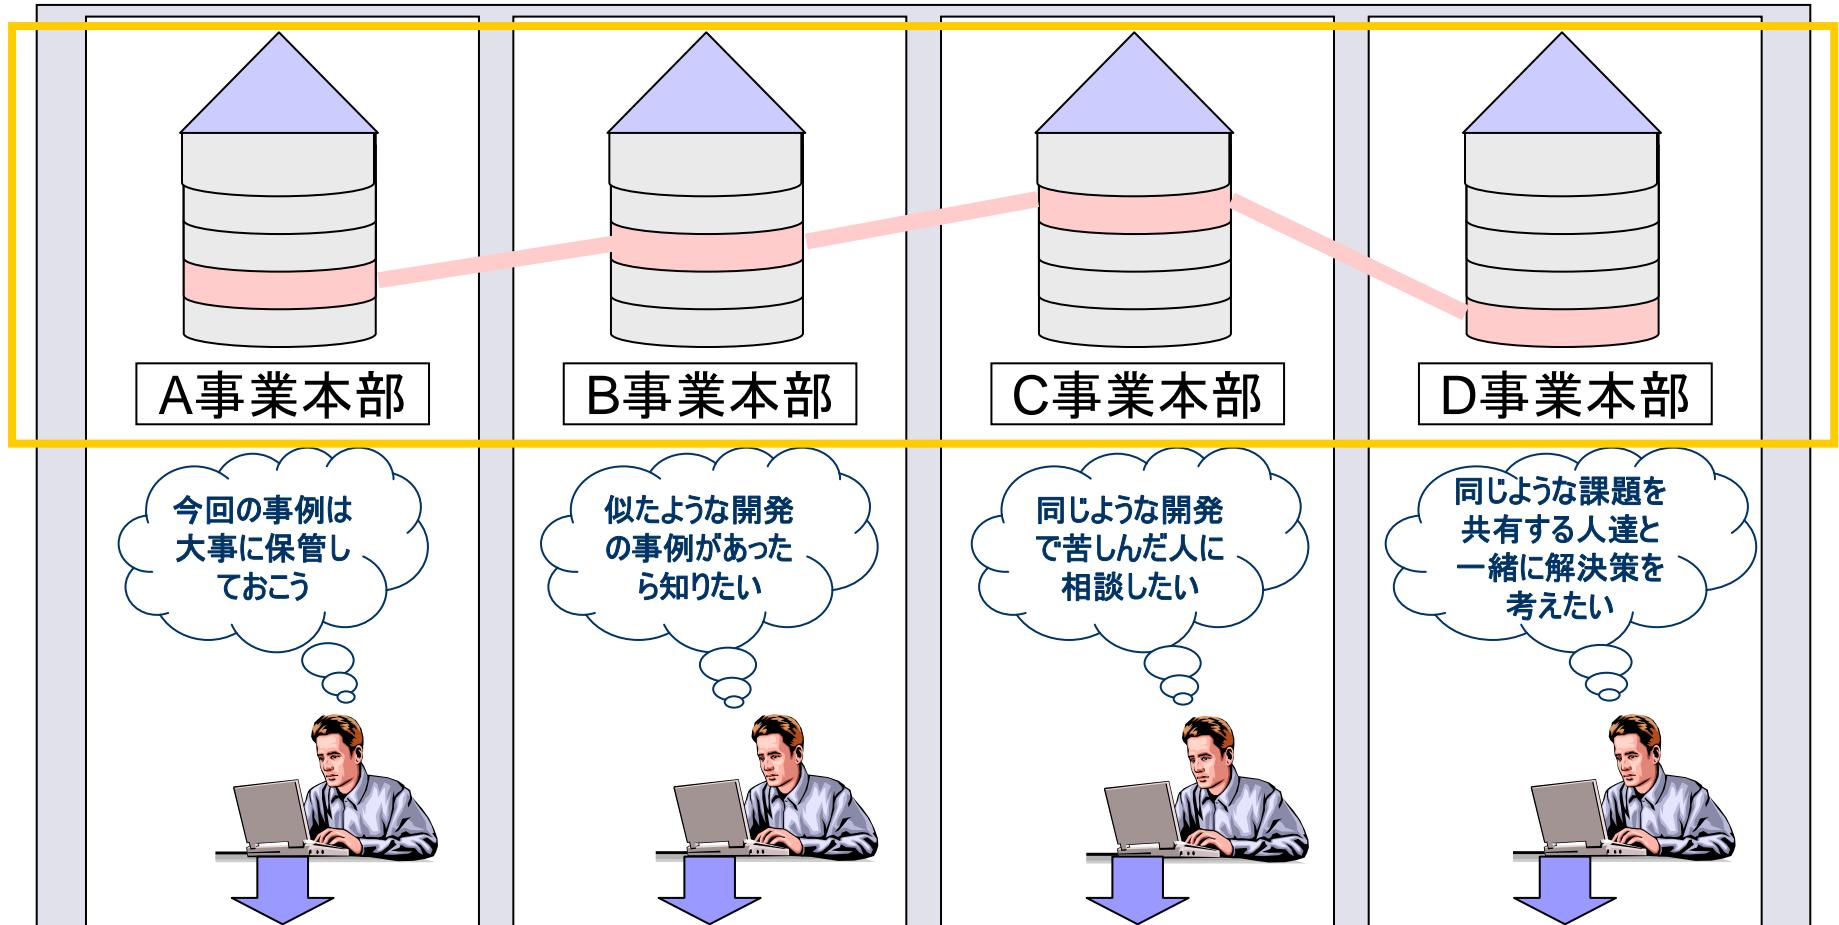 A事業本部
B事業本部
C事業本部
D事業本部
今回の事例は
大事に保管し
ておこう
似たような開発
の事例があった
ら知りたい
同じような開発
で苦しんだ人に
相談したい
同じような課題を
共有する人達と
一緒に解決策を
考えたい